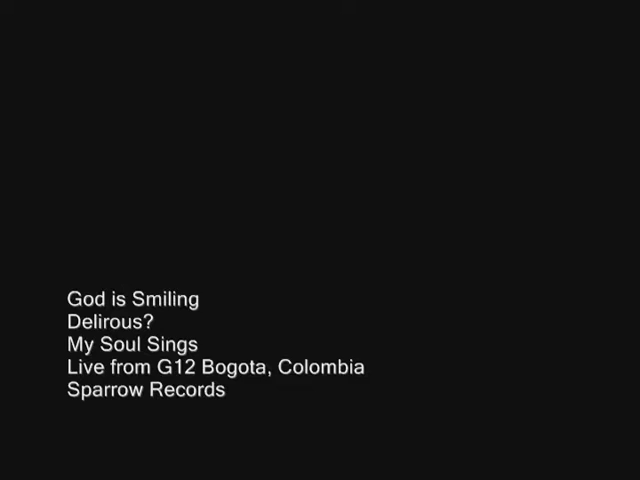 God is Smiling
Delirous?
My Soul Sings
Live from G12 Bogota, Colombia
Sparrow Records